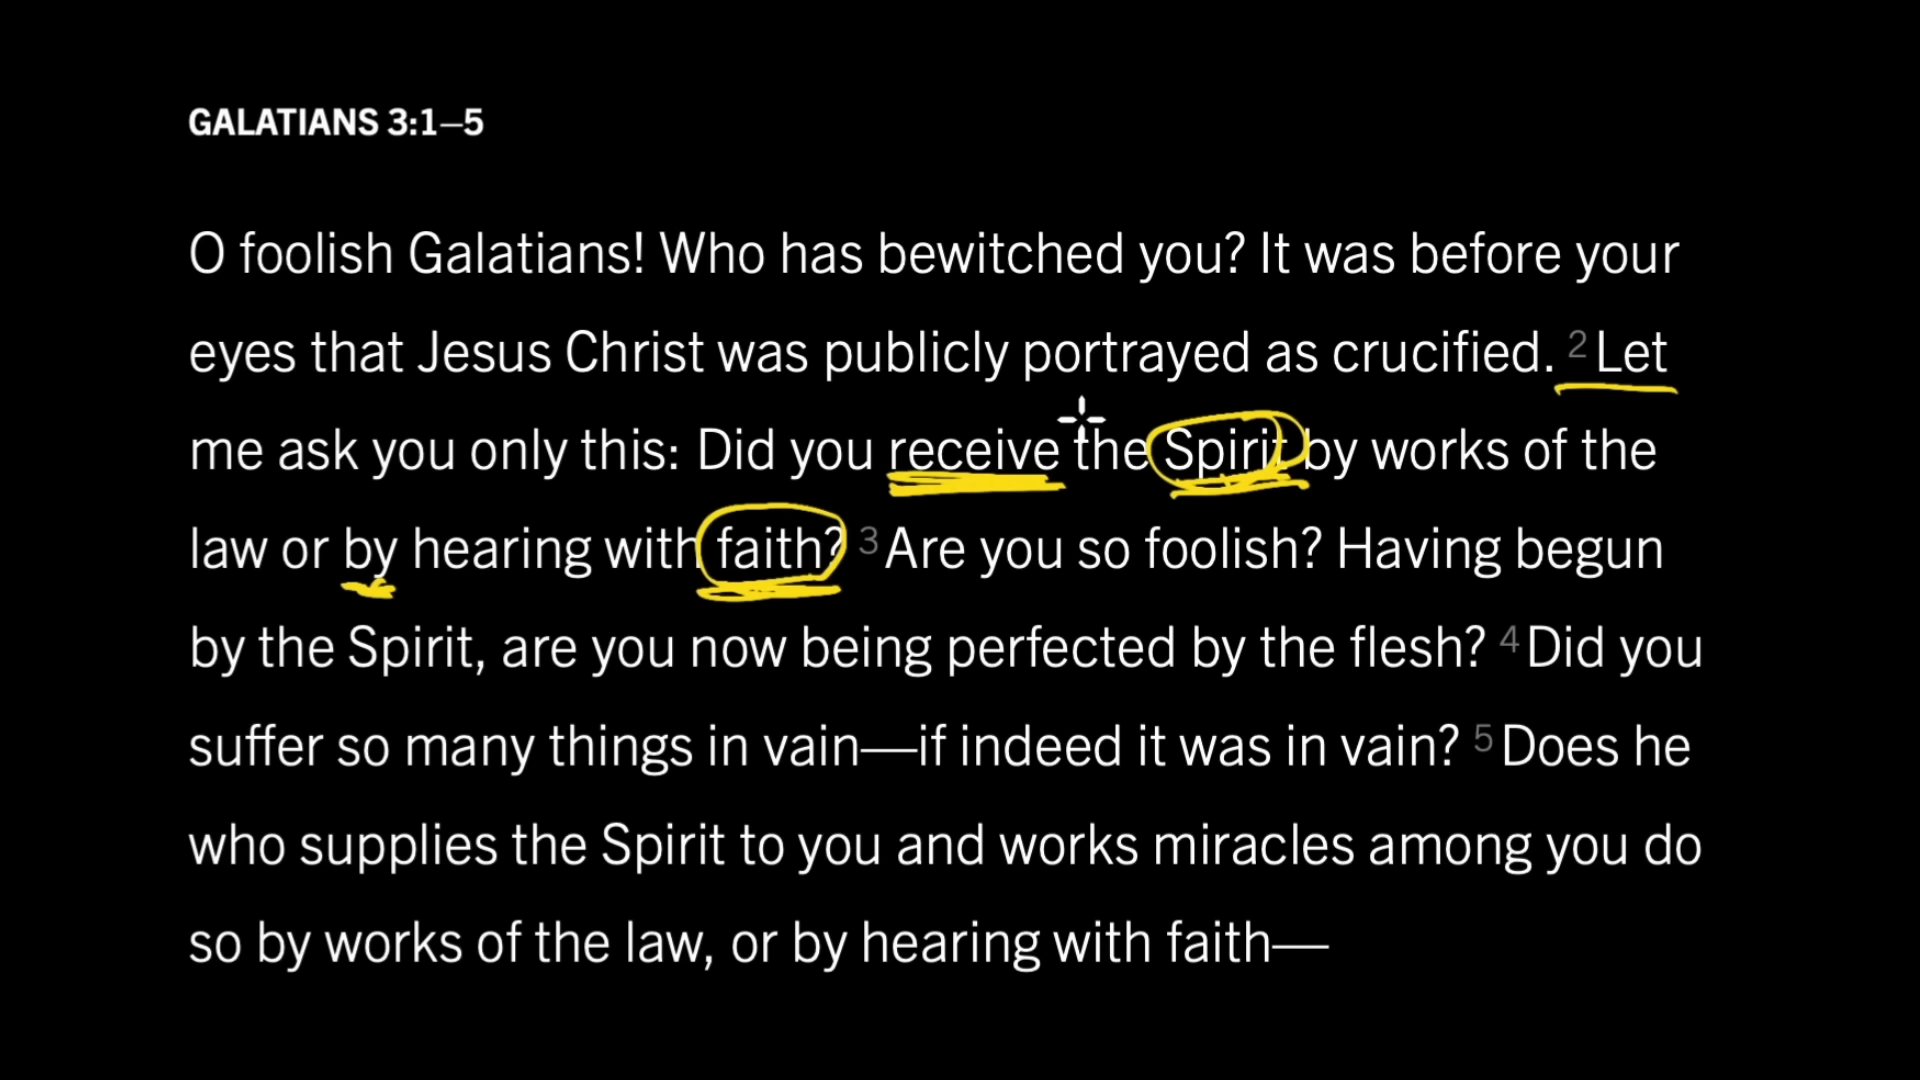 GALATIANS 3:1–5
O foolish Galatians! Who has bewitched you? It was before your
eyes that Jesus Christ was publicly portrayed as crucified. 2 Let
me ask you only this: Did you receive the Spirit by works of the
law or by hearing with faith? 3 Are you so foolish? Having begun
by the Spirit, are you now being perfected by the flesh? 4 Did you
suffer so many things in vain—if indeed it was in vain? 5 Does he
who supplies the Spirit to you and works miracles among you do
so by works of the law, or by hearing with faith—